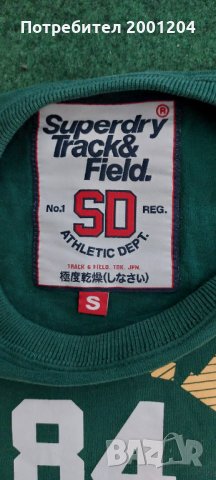 Потребител 2001204
Superdry®
Track&
Field.
No.1 SD REG.
ATHLETIC DEPT.
TRACK & FIELD. TOK. JPN.
極度乾燥(しなさい)
S
84
BAZAR